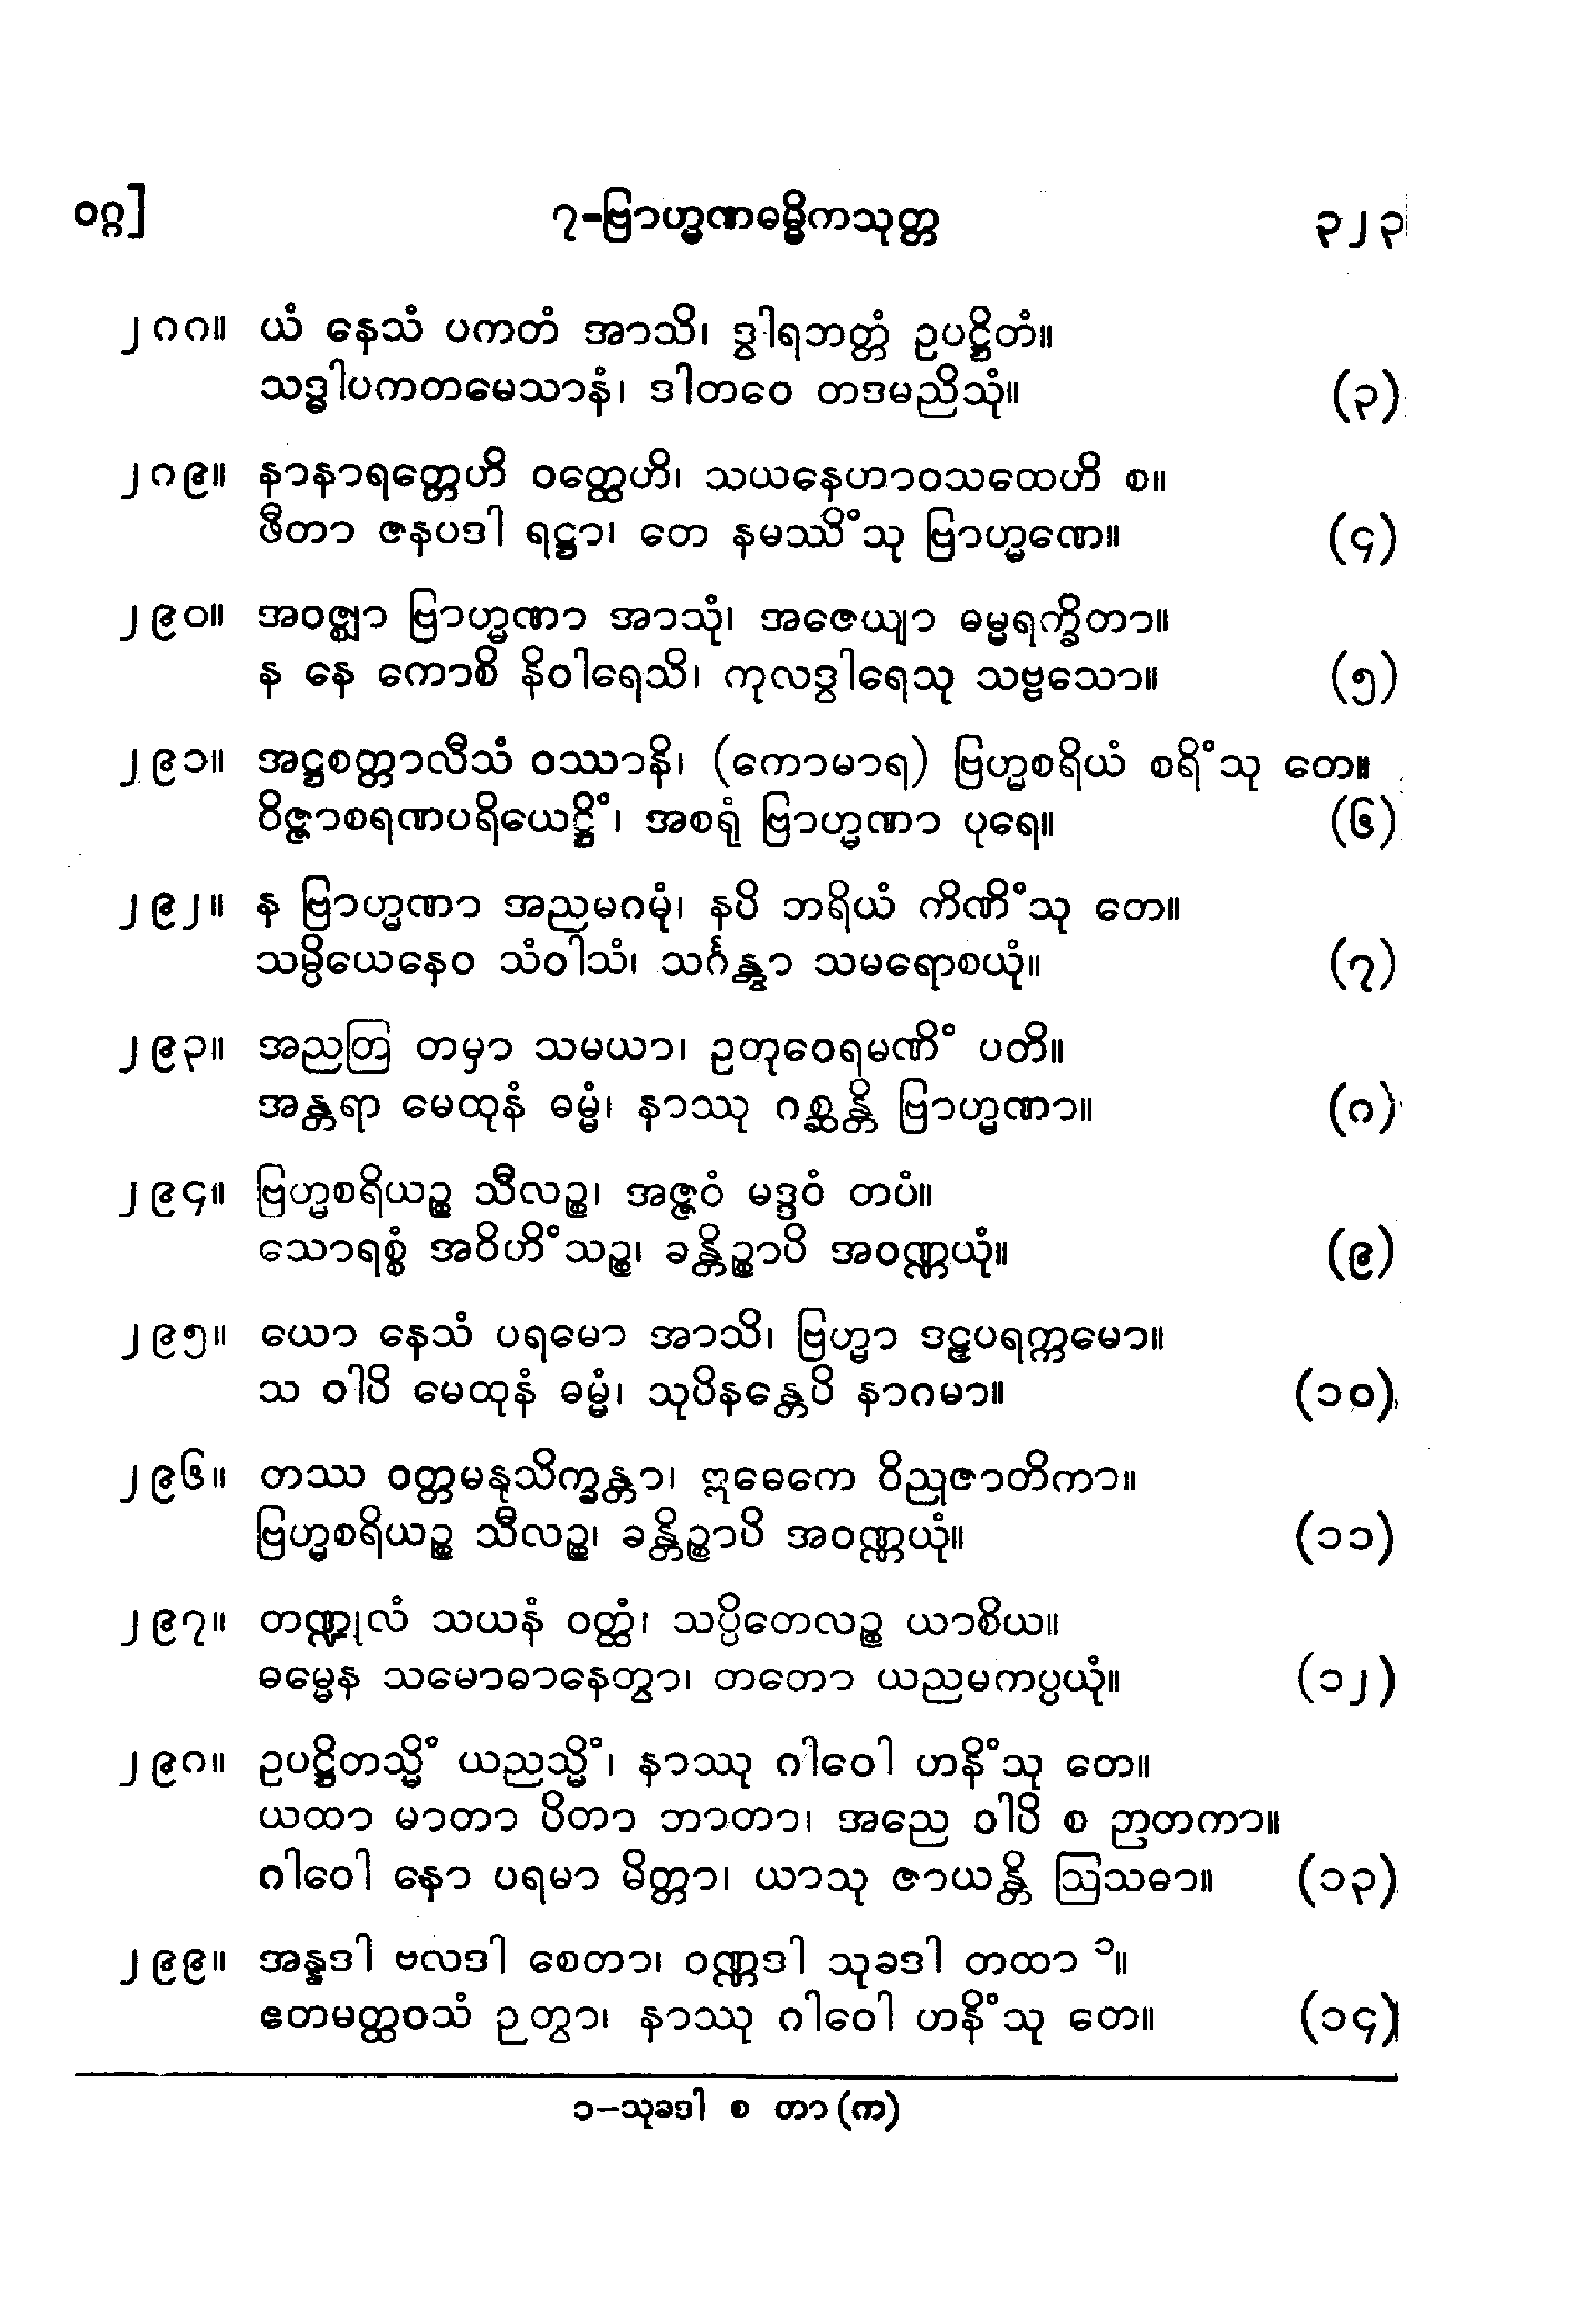 ဝဂ္ဂ] ၇-ဗြာဟ္မဏဓမ္မိကသုတ္တ ၃၂၃
၂၈၈။ ယံ နေသံ ပကတံ အာသိ၊ ဒွါရဘတ္တံ ဥပဋ္ဌိတံ။
သဒ္ဓါပကတမေသာနံ၊ ဒါတဝေ တဒမညိသုံ။ (၃)
၂၈၉။ နာနာရတ္တေဟိ ဝတ္ထေဟိ၊ သယနေဟာဝသထေဟိ စ။
ဖီတာ ဇနပဒါ ရဋ္ဌာ၊ တေ နမဿိံသု ဗြာဟ္မဏေ။ (၄)
၂၉၀။ အဝဇ္ဈာ ဗြာဟ္မဏာ အာသုံ၊ အဇေယျာ ဓမ္မရက္ခိတာ။
န နေ ကောစိ နိဝါရေသိ၊ ကုလဒွါရေသု သဗ္ဗသော။ (၅)
၂၉၁။ အဋ္ဌစတ္တာလီသံ ဝဿာနိ၊ (ကောမာရ) ဗြဟ္မစရိယံ စရိံသု တေ။
ဝိဇ္ဇာစရဏပရိယေဋ္ဌိံ၊ အစရုံ ဗြာဟ္မဏာ ပုရေ။ (၆)
၂၉၂။ န ဗြာဟ္မဏာ အညမဂမုံ၊ နပိ ဘရိယံ ကိဏိံသု တေ။
သမ္ပိယေနေဝ သံဝါသံ၊ သင်္ဂန္တွာ သမရောစယုံ။ (၇)
၂၉၃။ အညတြ တမှာ သမယာ၊ ဥတုဝေရမဏိံ ပတိ။
အန္တရာ မေထုနံ ဓမ္မံ၊ နာဿု ဂစ္ဆန္တိ ဗြာဟ္မဏာ။ (၈)
၂၉၄။ ဗြဟ္မစရိယဉ္စ သီလဉ္စ၊ အဇ္ဇဝံ မဒ္ဒဝံ တပံ။
သောရစ္စံ အဝိဟိံသဉ္စ၊ ခန္တိဉ္စာပိ အဝဏ္ဏယုံ။ (၉)
၂၉၅။ ယော နေသံ ပရမော အာသိ၊ ဗြဟ္မာ ဒဠှပရက္ကမော။
သ ဝါပိ မေထုနံ ဓမ္မံ၊ သုပိနန္တေပိ နာဂမာ။ (၁၀)
၂၉၆။ တဿ ဝတ္တမနုသိက္ခန္တာ၊ ဣဓေကေ ဝိညုဇာတိကာ။
ဗြဟ္မစရိယဉ္စ သီလဉ္စ၊ ခန္တိဉ္စာပိ အဝဏ္ဏယုံ။ (၁၁)
၂၉၇။ တဏ္ဍုလံ သယနံ ဝတ္ထံ၊ သပ္ပိတေလဉ္စ ယာစိယ။
ဓမ္မေန သမောဓာနေတွာ၊ တတော ယညမကပ္ပယုံ။ (၁၂)
၂၉၈။ ဥပဋ္ဌိတသ္မိံ ယညသ္မိံ၊ နာဿု ဂါဝေါ ဟနိံသု တေ။
ယထာ မာတာ ပိတာ ဘာတာ၊ အညေ ဝါပိ စ ဉာတကာ။
ဂါဝေါ နော ပရမာ မိတ္တာ၊ ယာသု ဇာယန္တိ ဩသဓာ။ (၁၃)
၂၉၉။ အန္နဒါ ဗလဒါ စေတာ၊ ဝဏ္ဏဒါ သုခဒါ တထာ ၁။
ဧတမတ္ထဝသံ ဉတွာ၊ နာဿု ဂါဝေါ ဟနိံသု တေ။ (၁၄)
၁-သုခဒါ စ တာ (က)